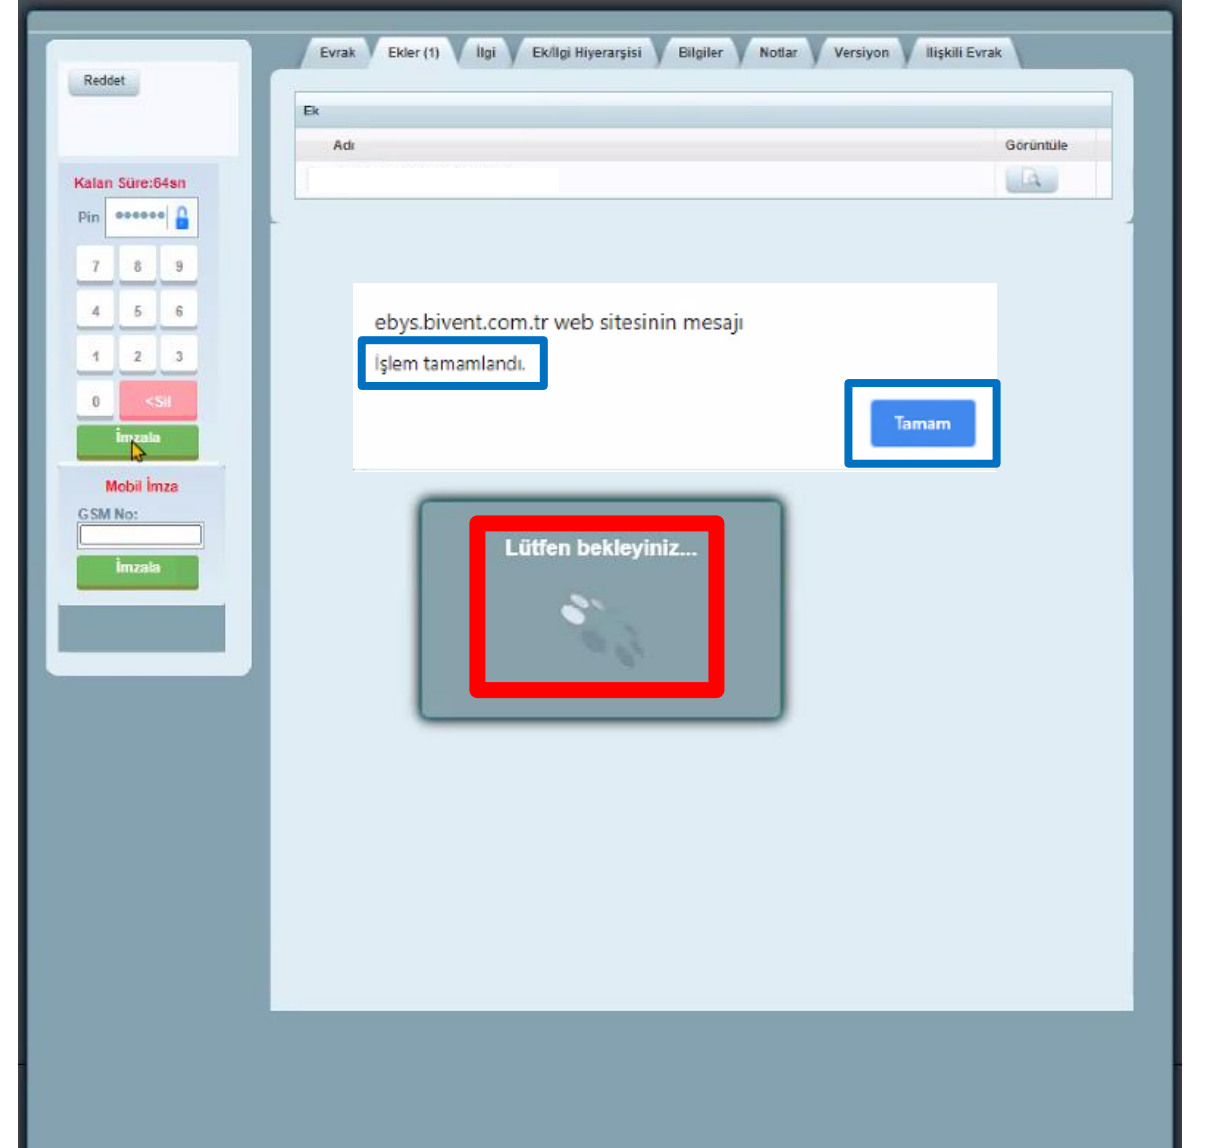 Evrak Ekler (1) İlgi Ek/İlgi Hiyerarşisi Bilgiler Notlar Versiyon İlişkili Evrak
Reddet
Ek
Adı Görüntüle
Kalan Süre:64sn
Pin
7 8 9
4 5 6
1 2 3
0 <Sil
İmzala
Mobil İmza
GSM No:
İmzala
ebys.bivent.com.tr web sitesinin mesajı
İşlem tamamlandı.
Tamam
Lütfen bekleyiniz...